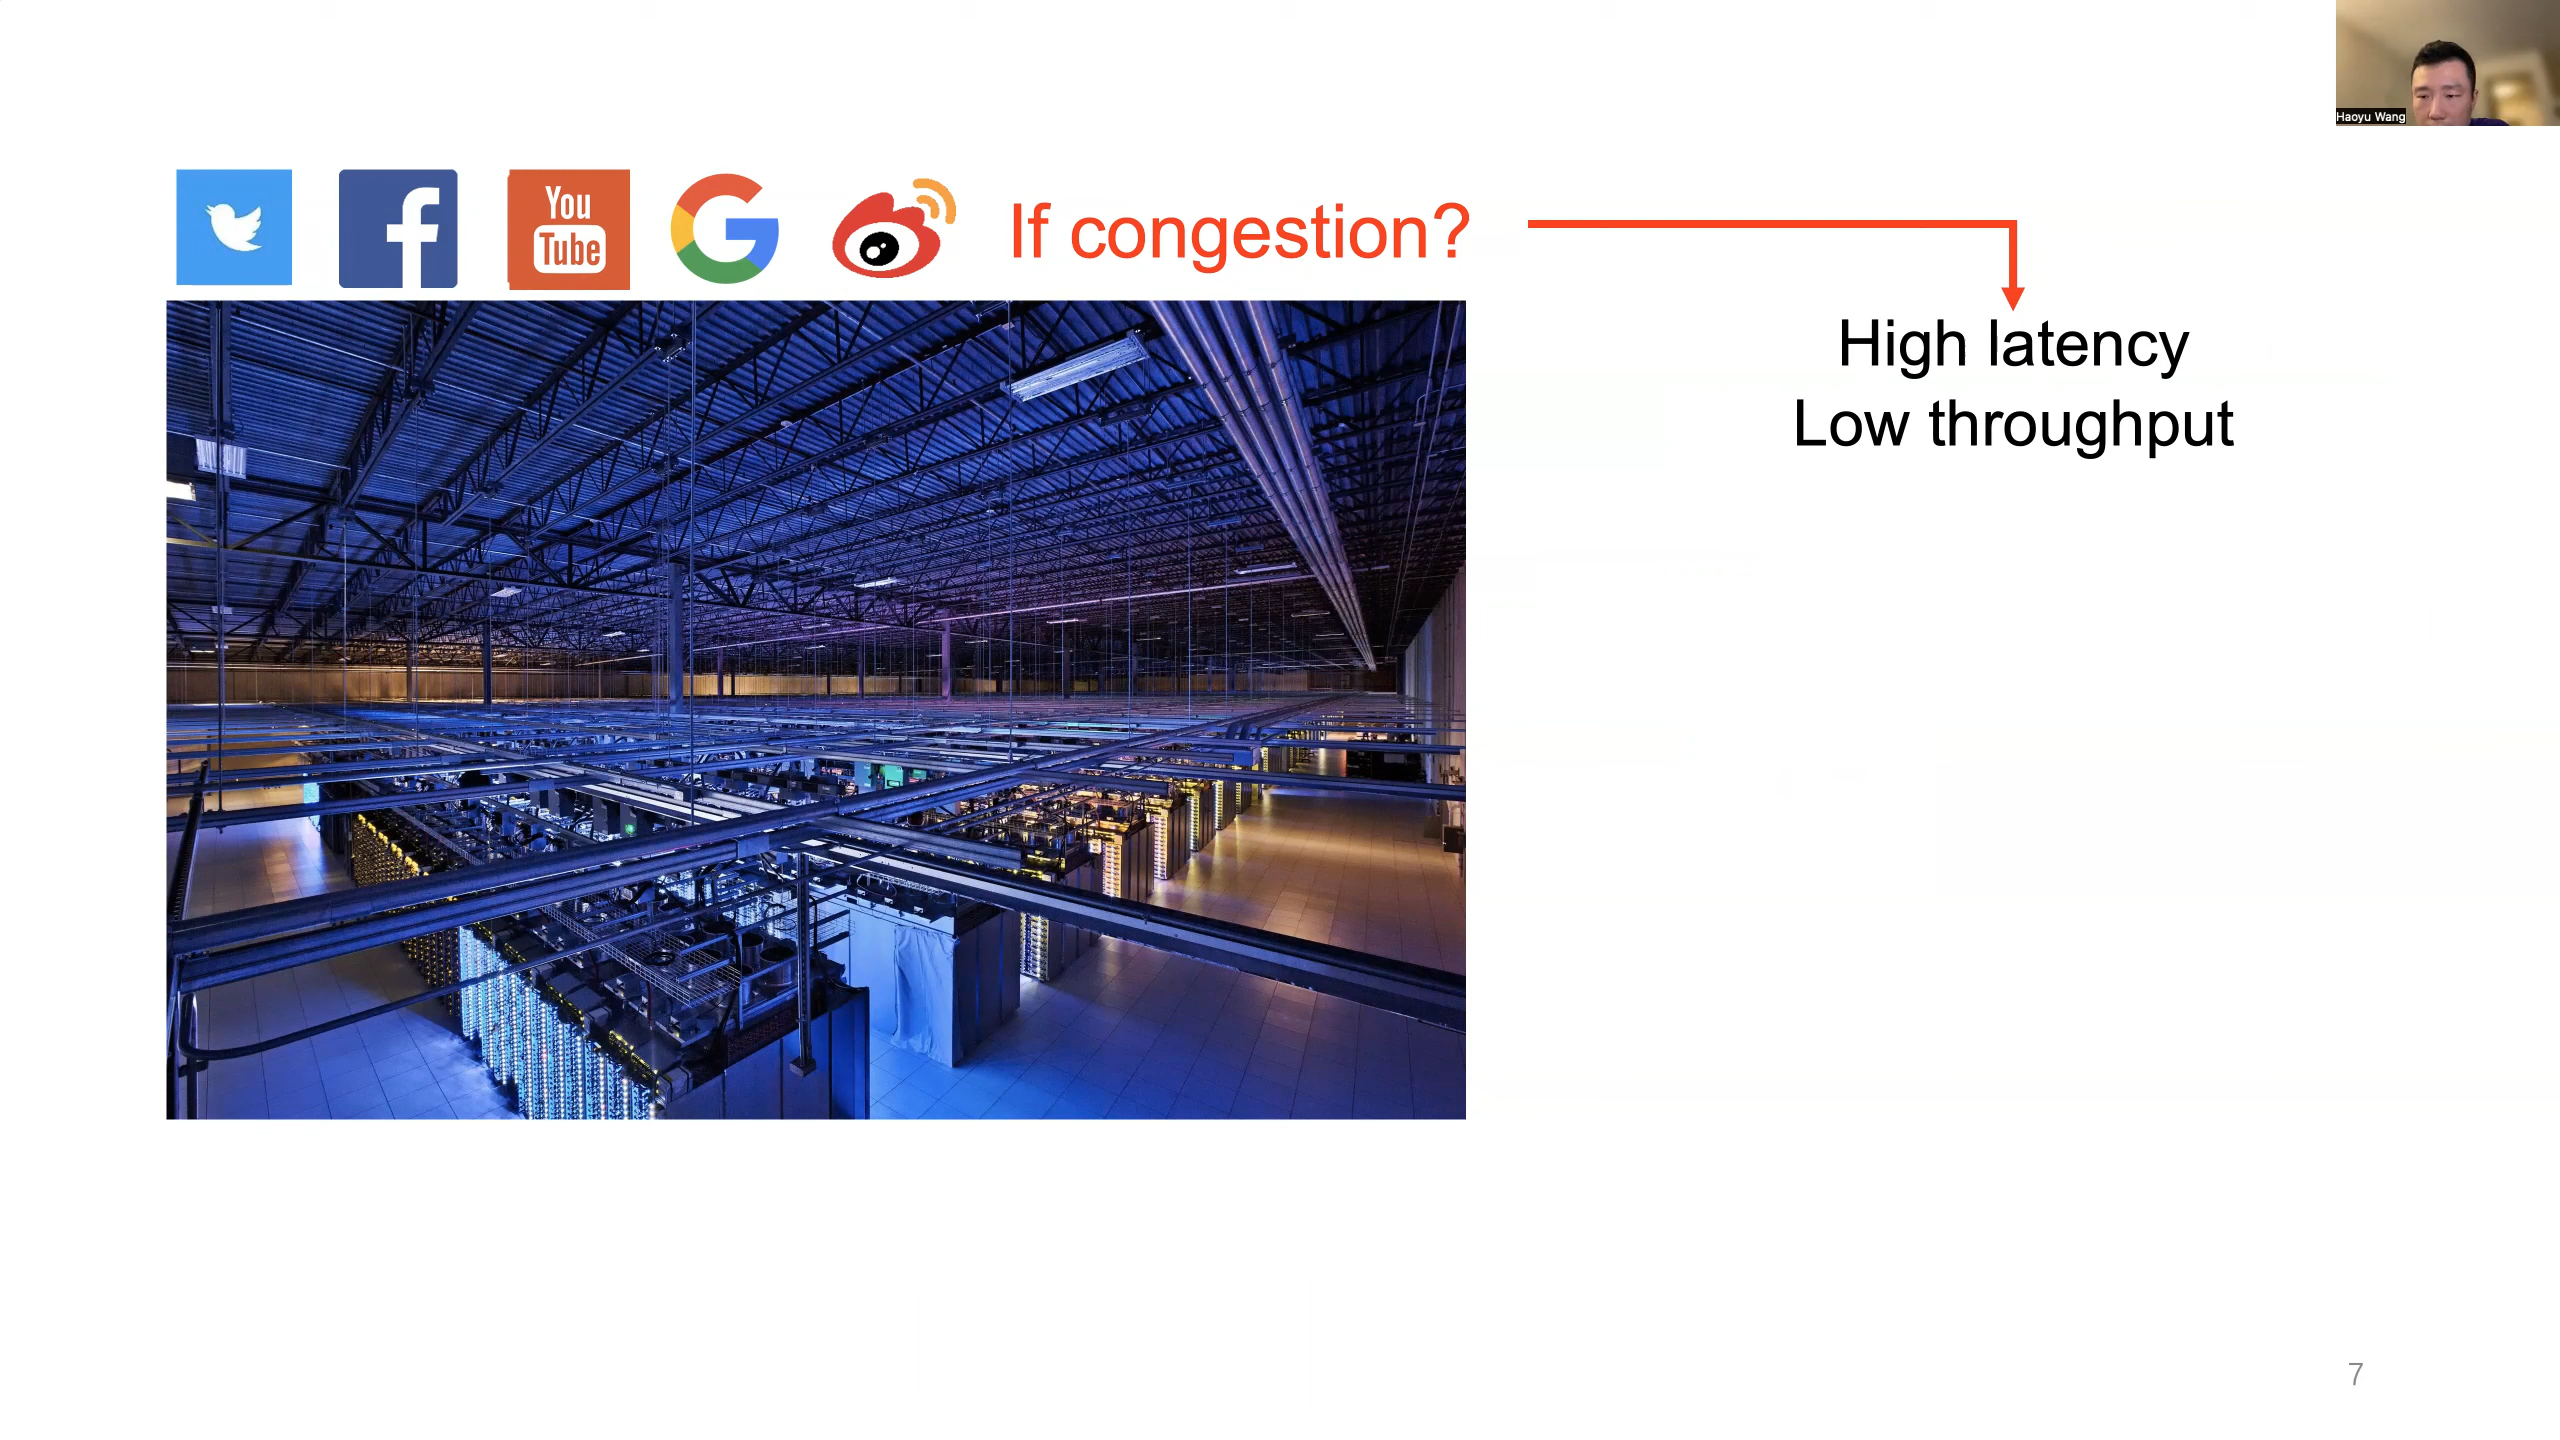 Haoyu Wang
You
Tube
If congestion?
High latency
Low throughput
7